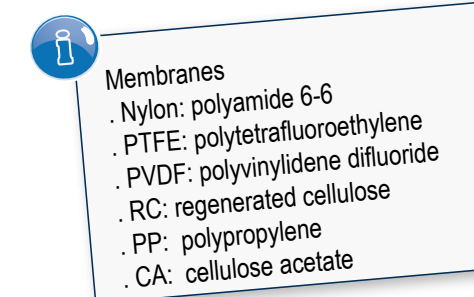 i
Membranes
. Nylon: polyamide 6-6
. PTFE: polytetrafluoroethylene
. PVDF: polyvinylidene difluoride
. RC: regenerated cellulose
. PP: polypropylene
. CA: cellulose acetate